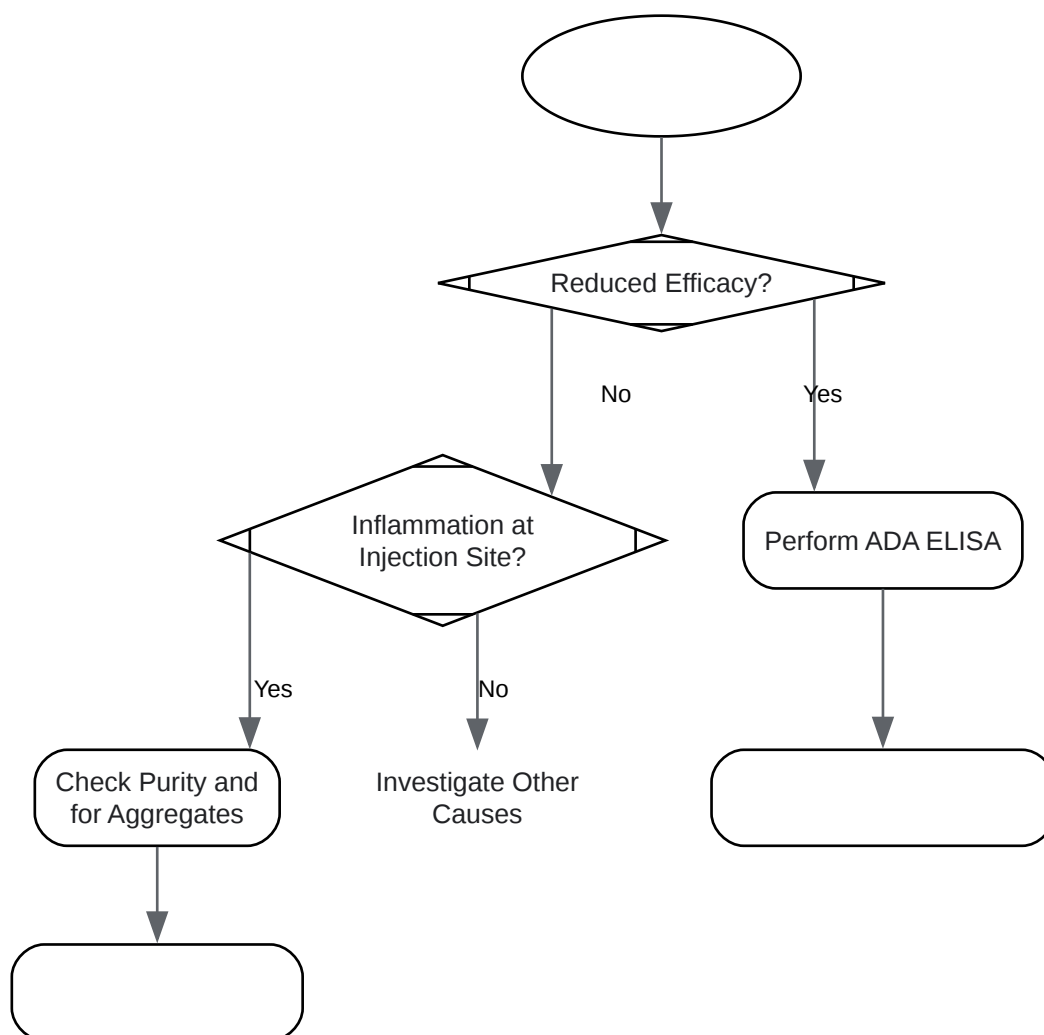 Reduced Efficacy?
No
Yes
Inflammation at
Injection Site?
Perform ADA ELISA
Yes
No
Check Purity and
for Aggregates
Investigate Other
Causes